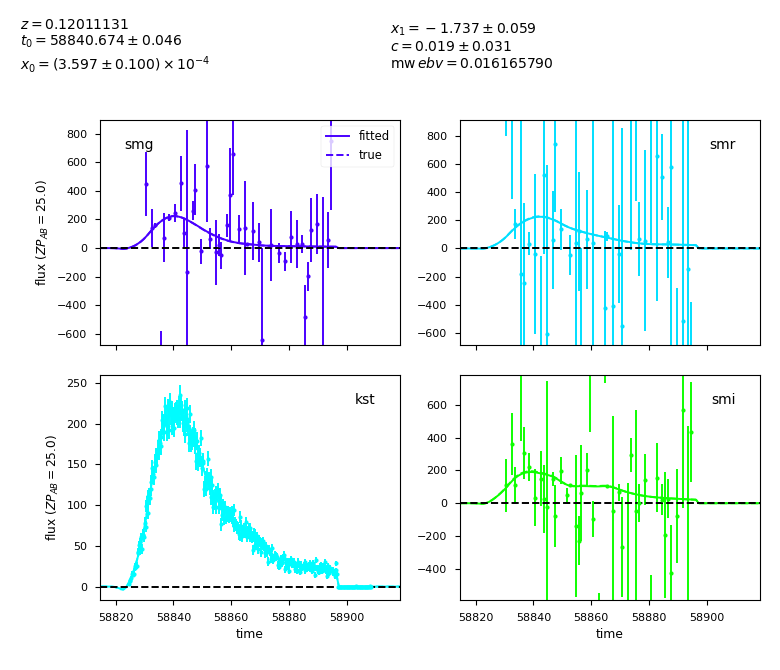 z = 0.12011131
t0 = 58840.674 ± 0.046
x0 = (3.597 ± 0.100) × 10^−4
x1 = −1.737 ± 0.059
c = 0.019 ± 0.031
mw ebv = 0.016165790
800
600
400
200
0
−200
−400
−600
flux (ZP_AB = 25.0)
smg
fitted
true
800
600
400
200
0
−200
−400
−600
smr
250
200
150
100
50
0
flux (ZP_AB = 25.0)
kst
58820 58840 58860 58880 58900
time
600
400
200
0
−200
−400
smi
58820 58840 58860 58880 58900
time